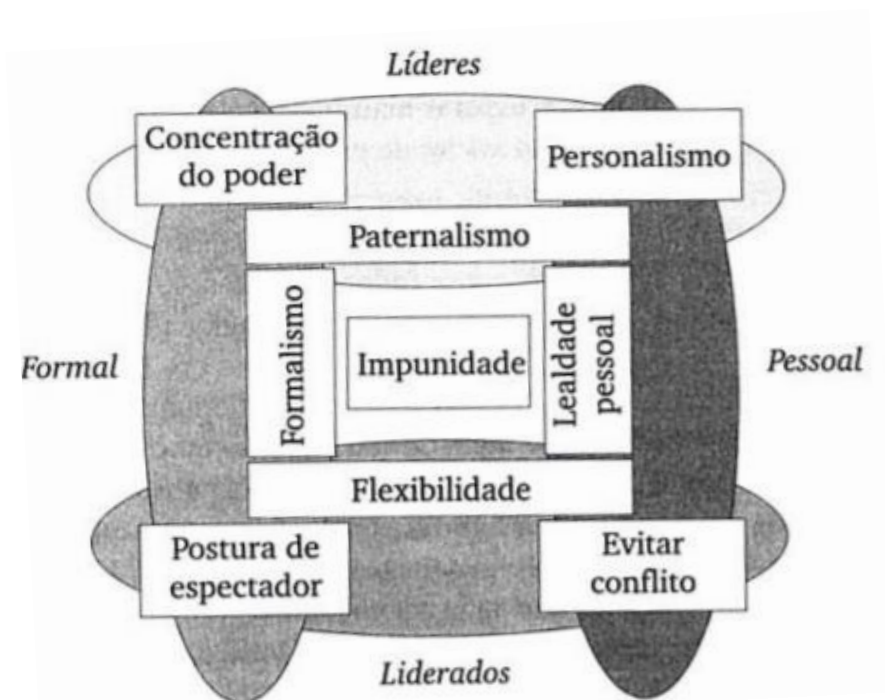 Líderes
Concentração
do poder
Personalismo
Paternalismo
Formalismo
Impunidade
Lealdade
pessoal
Formal
Pessoal
Flexibilidade
Postura de
espectador
Evitar
conflito
Liderados